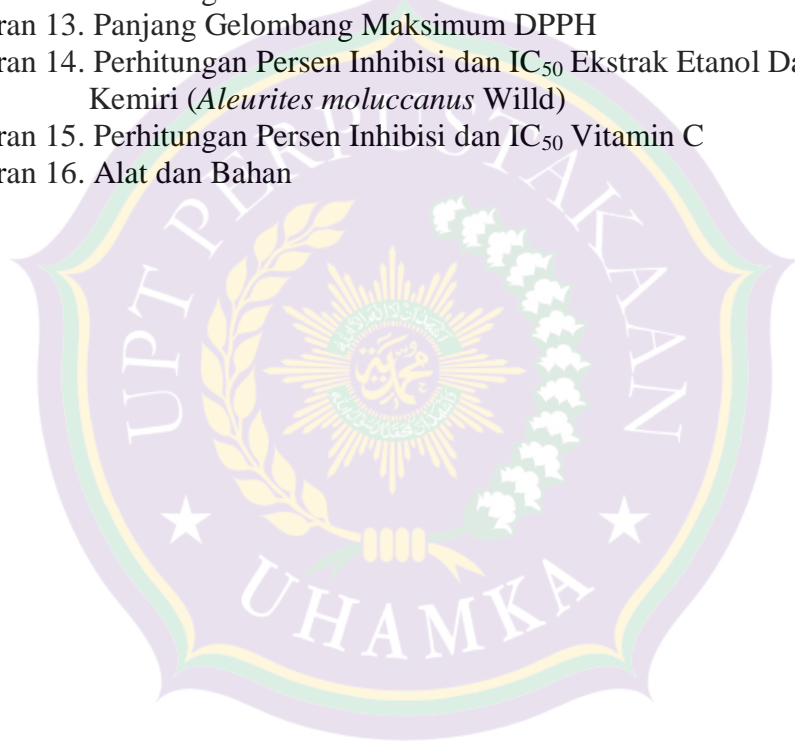 ran 13. Panjang Gelombang Maksimum DPPH
ran 14. Perhitungan Persen Inhibisi dan IC₅₀ Ekstrak Etanol Da
Kemiri (Aleurites moluccanus Willd)
ran 15. Perhitungan Persen Inhibisi dan IC₅₀ Vitamin C
ran 16. Alat dan Bahan
UPT PERPUSTAKAAN
محمدية
UHAMKA